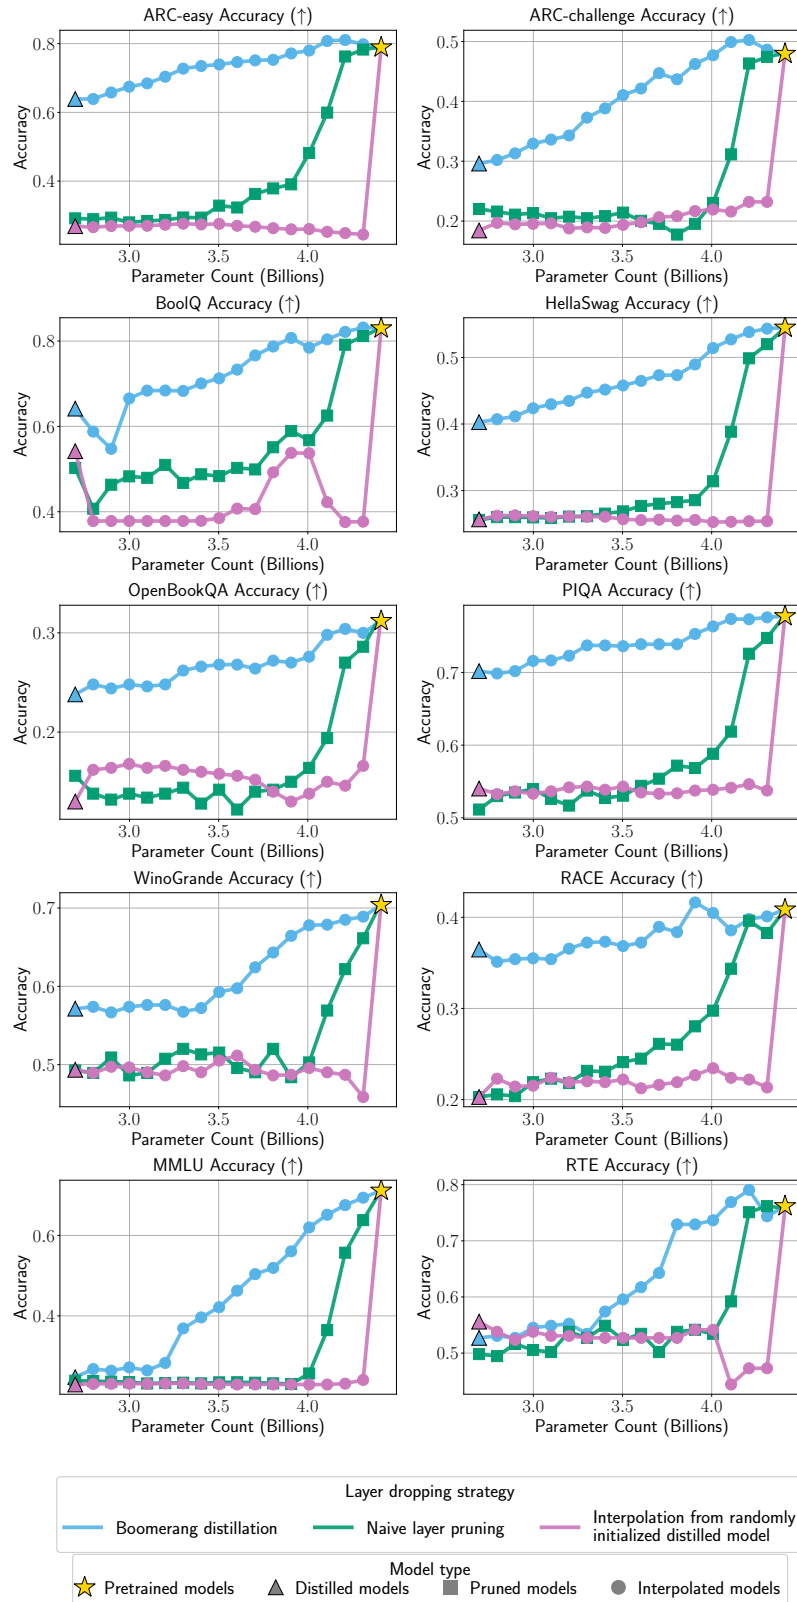 ARC-easy Accuracy (↑)
0.8
0.6
0.4
Accuracy
3.0 3.5 4.0
Parameter Count (Billions)
ARC-challenge Accuracy (↑)
0.5
0.4
0.3
0.2
Accuracy
3.0 3.5 4.0
Parameter Count (Billions)
BoolQ Accuracy (↑)
0.8
0.6
0.4
Accuracy
3.0 3.5 4.0
Parameter Count (Billions)
HellaSwag Accuracy (↑)
0.5
0.4
0.3
Accuracy
3.0 3.5 4.0
Parameter Count (Billions)
OpenBookQA Accuracy (↑)
0.3
0.2
Accuracy
3.0 3.5 4.0
Parameter Count (Billions)
PIQA Accuracy (↑)
0.7
0.6
0.5
Accuracy
3.0 3.5 4.0
Parameter Count (Billions)
WinoGrande Accuracy (↑)
0.7
0.6
0.5
Accuracy
3.0 3.5 4.0
Parameter Count (Billions)
RACE Accuracy (↑)
0.4
0.3
0.2
Accuracy
3.0 3.5 4.0
Parameter Count (Billions)
MMLU Accuracy (↑)
0.6
0.4
Accuracy
3.0 3.5 4.0
Parameter Count (Billions)
RTE Accuracy (↑)
0.8
0.7
0.6
0.5
Accuracy
3.0 3.5 4.0
Parameter Count (Billions)
Layer dropping strategy
Boomerang distillation
Naive layer pruning
Interpolation from randomly
initialized distilled model
Model type
Pretrained models
Distilled models
Pruned models
Interpolated models